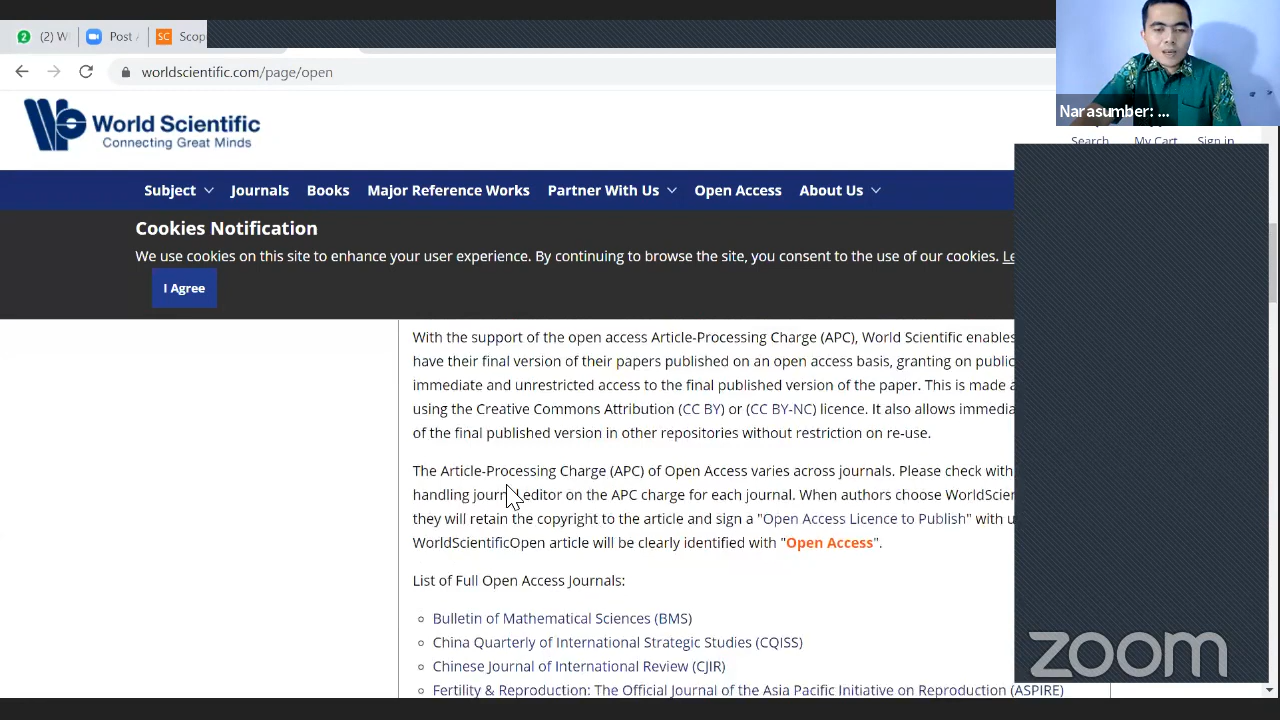 (2) W
Post
Scop
worldscientific.com/page/open
World Scientific
Connecting Great Minds
Narasumber: ...
Search My Cart Sign in
Subject Journals Books Major Reference Works Partner With Us Open Access About Us
Cookies Notification
We use cookies on this site to enhance your user experience. By continuing to browse the site, you consent to the use of our cookies. Le
I Agree
With the support of the open access Article-Processing Charge (APC), World Scientific enables
have their final version of their papers published on an open access basis, granting on public
immediate and unrestricted access to the final published version of the paper. This is made a
using the Creative Commons Attribution (CC BY) or (CC BY-NC) licence. It also allows immedia
of the final published version in other repositories without restriction on re-use.
The Article-Processing Charge (APC) of Open Access varies across journals. Please check with
handling journal editor on the APC charge for each journal. When authors choose WorldScien
they will retain the copyright to the article and sign a "Open Access Licence to Publish" with u
WorldScientificOpen article will be clearly identified with "Open Access".
List of Full Open Access Journals:
Bulletin of Mathematical Sciences (BMS)
China Quarterly of International Strategic Studies (CQISS)
Chinese Journal of International Review (CJIR)
Fertility & Reproduction: The Official Journal of the Asia Pacific Initiative on Reproduction (ASPIRE)
zoom